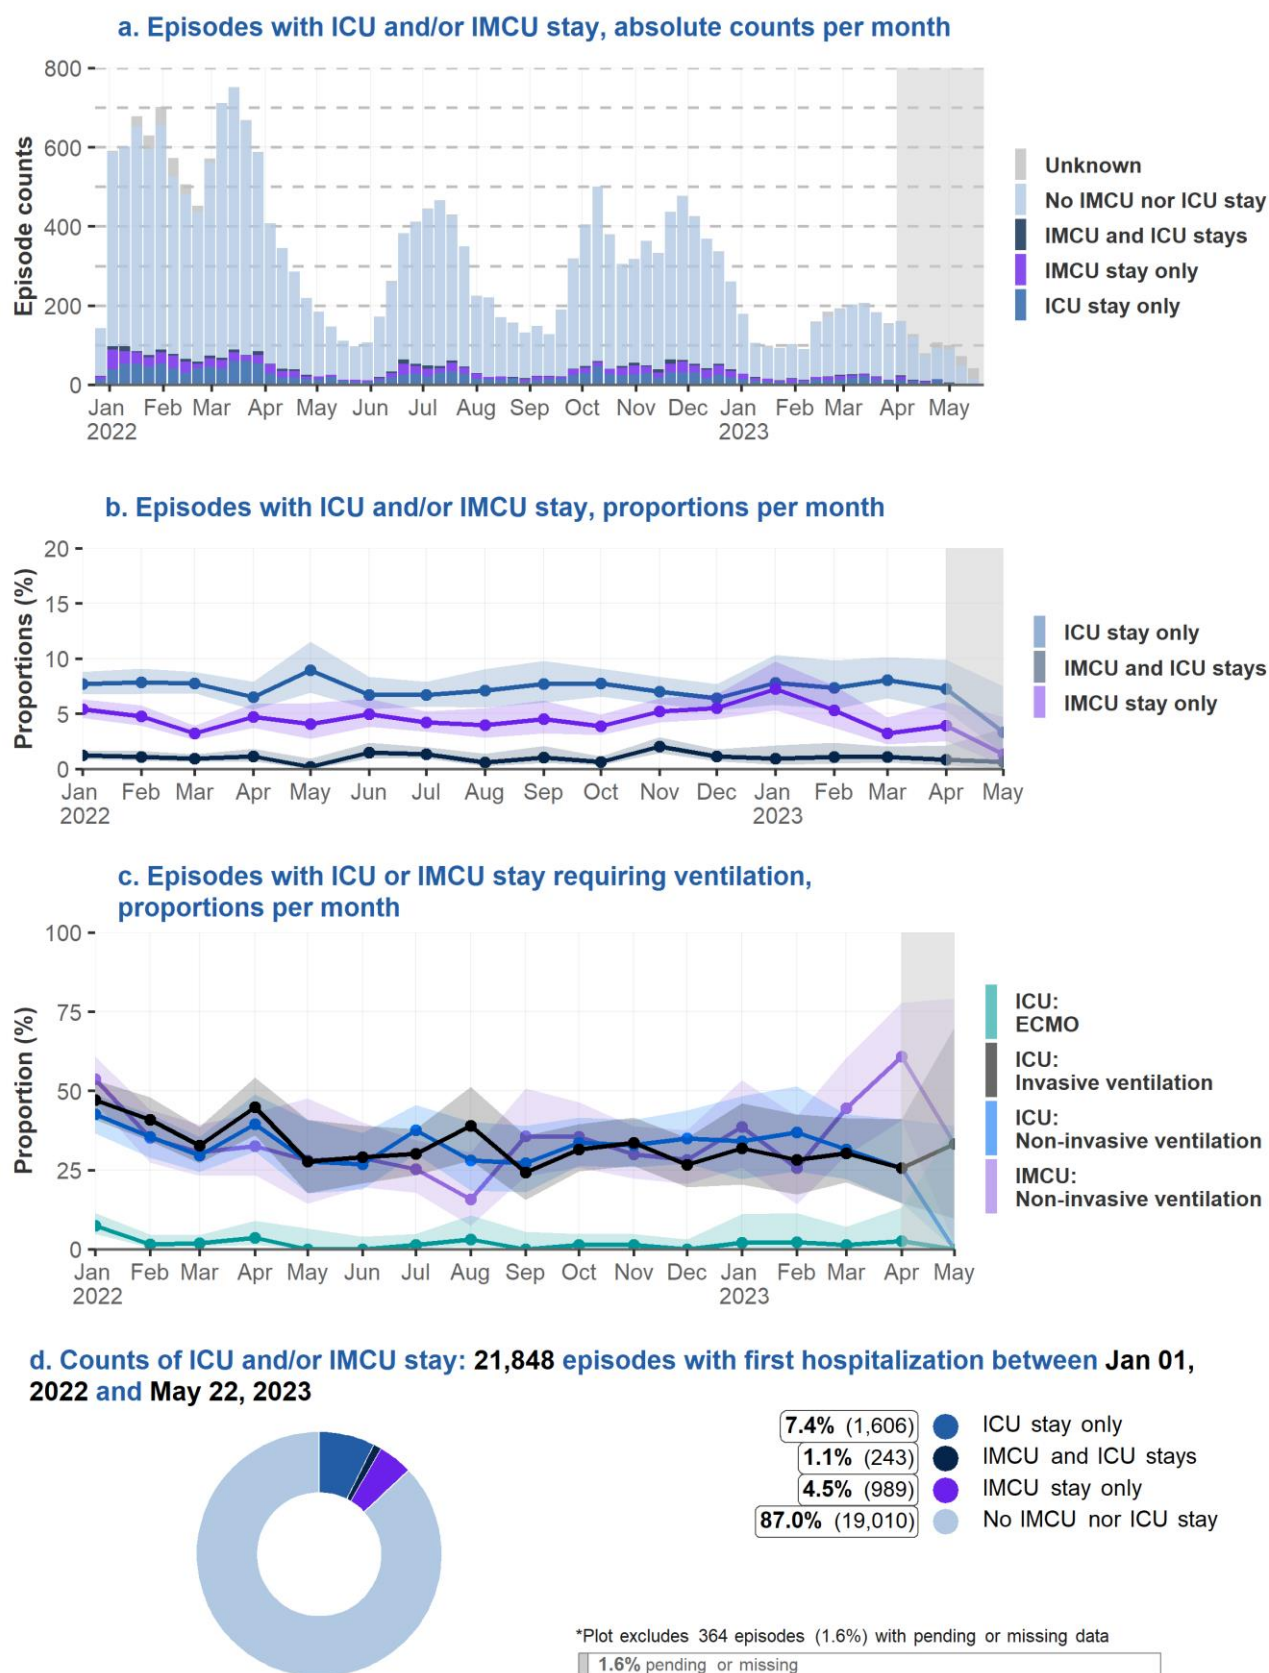 a. Episodes with ICU and/or IMCU stay, absolute counts per month
Episode counts
800
600
400
200
0
Jan Feb Mar Apr May Jun Jul Aug Sep Oct Nov Dec Jan Feb Mar Apr May
2022 2023
Unknown
No IMCU nor ICU stay
IMCU and ICU stays
IMCU stay only
ICU stay only
b. Episodes with ICU and/or IMCU stay, proportions per month
Proportions (%)
20
15
10
5
0
Jan Feb Mar Apr May Jun Jul Aug Sep Oct Nov Dec Jan Feb Mar Apr May
2022 2023
ICU stay only
IMCU and ICU stays
IMCU stay only
c. Episodes with ICU or IMCU stay requiring ventilation,
proportions per month
Proportion (%)
100
75
50
25
0
Jan Feb Mar Apr May Jun Jul Aug Sep Oct Nov Dec Jan Feb Mar Apr May
2022 2023
ICU:
ECMO
ICU:
Invasive ventilation
ICU:
Non-invasive ventilation
IMCU:
Non-invasive ventilation
d. Counts of ICU and/or IMCU stay: 21,848 episodes with first hospitalization between Jan 01,
2022 and May 22, 2023
7.4% (1,606) ICU stay only
1.1% (243) IMCU and ICU stays
4.5% (989) IMCU stay only
87.0% (19,010) No IMCU nor ICU stay
*Plot excludes 364 episodes (1.6%) with pending or missing data
1.6% pending or missing